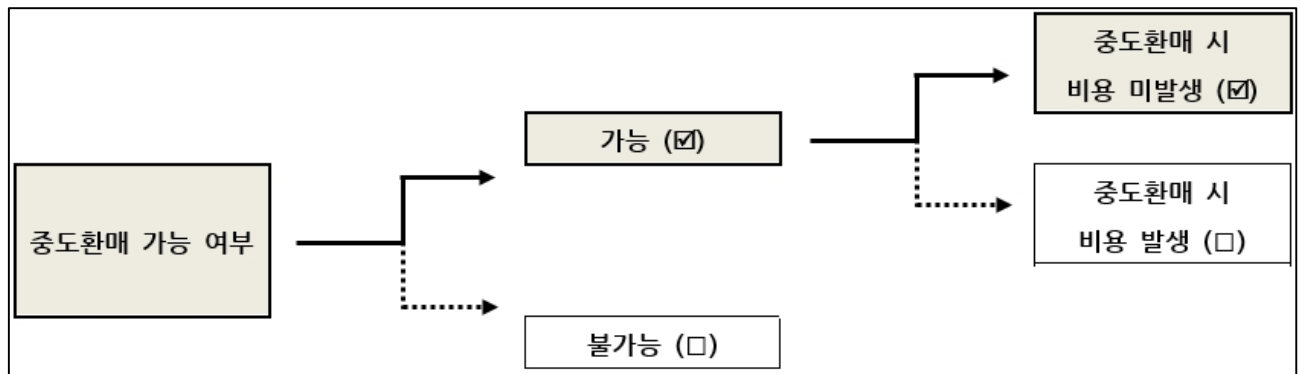 중도환매 가능 여부
가능 (☑)
불가능 (□)
중도환매 시
비용 미발생 (☑)
중도환매 시
비용 발생 (□)